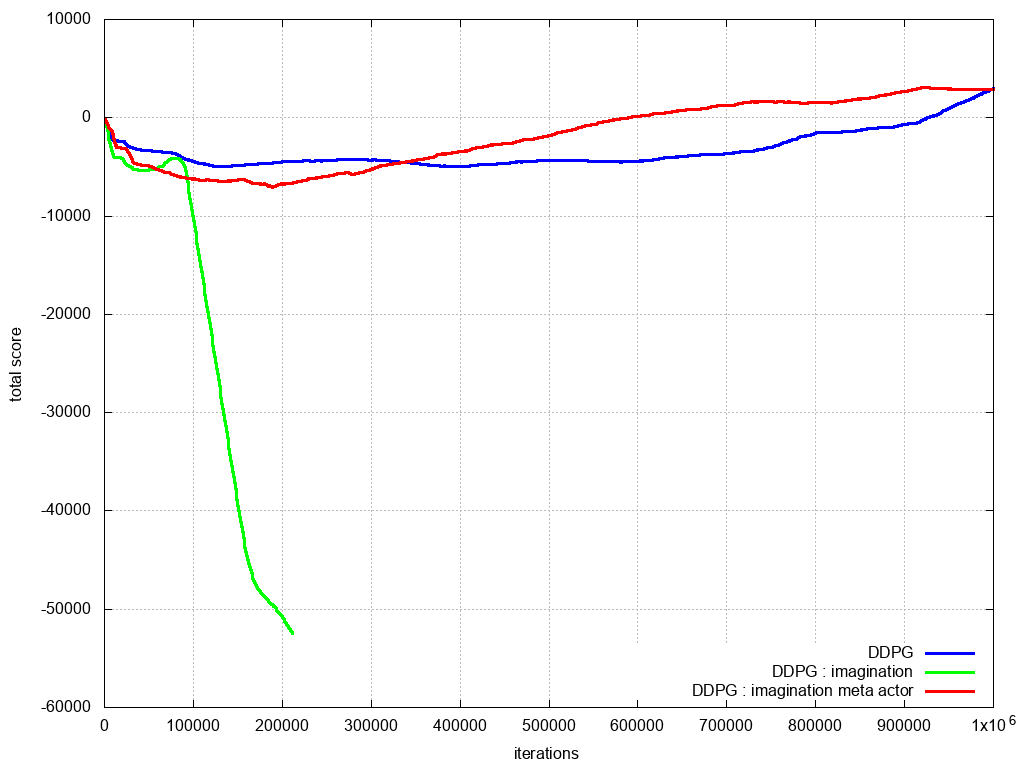 10000
0
-10000
-20000
-30000
-40000
-50000
-60000
total score
DDPG
DDPG : imagination
DDPG : imagination meta actor
0 100000 200000 300000 400000 500000 600000 700000 800000 900000 1x10^6
iterations